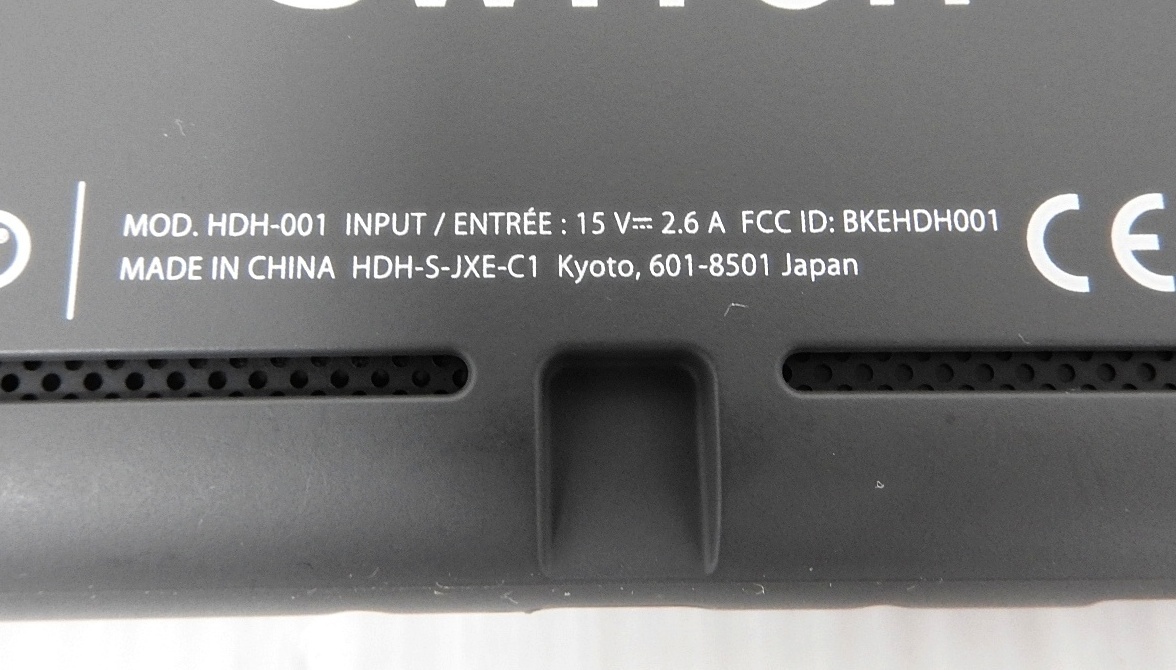 SWITCH
MOD. HDH-001 INPUT / ENTRÉE : 15 V⎓ 2.6 A FCC ID: BKEHDH001
MADE IN CHINA HDH-S-JXE-C1 Kyoto, 601-8501 Japan
CE